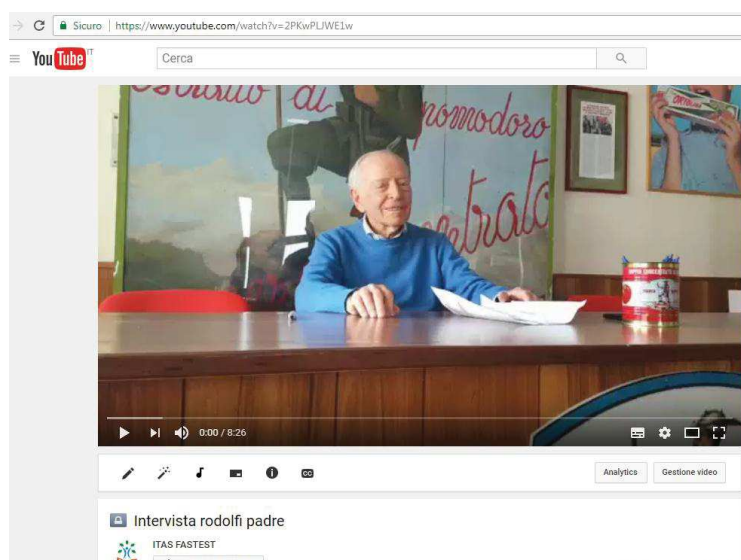 Sicuro | https://www.youtube.com/watch?v=2PKwPLJWE1w
YouTube IT
Cerca
di pomodoro
0:00 / 8:26
Analytics
Gestione video
Intervista rodolfi padre
ITAS FASTEST